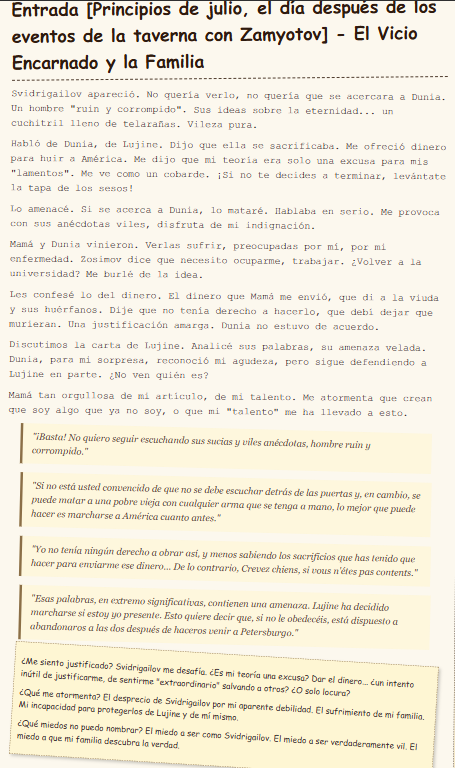 Entrada [Principios de julio, el día después de los
eventos de la taverna con Zamyotov] - El Vicio
Encarnado y la Familia
Svidrigailov apareció. No quería verlo, no quería que se acercara a Dunia.
Un hombre "ruin y corrompido". Sus ideas sobre la eternidad... un
cuchitril lleno de telarañas. Vileza pura.
Habló de Dunia, de Lujine. Dijo que ella se sacrificaba. Me ofreció dinero
para huir a América. Me dijo que mi teoría era solo una excusa para mis
"lamentos". Me ve como un cobarde. ¡Si no te decides a terminar, levántate
la tapa de los sesos!
Lo amenacé. Si se acerca a Dunia, lo mataré. Hablaba en serio. Me provoca
con sus anécdotas viles, disfruta de mi indignación.
Mamá y Dunia vinieron. Verlas sufrir, preocupadas por mí, por mi
enfermedad. Zosimov dice que necesito ocuparme, trabajar. ¿Volver a la
universidad? Me burlé de la idea.
Les confesé lo del dinero. El dinero que Mamá me envió, que di a la viuda
y sus huérfanos. Dije que no tenía derecho a hacerlo, que debí dejar que
murieran. Una justificación amarga. Dunia no estuvo de acuerdo.
Discutimos la carta de Lujine. Analicé sus palabras, su amenaza velada.
Dunia, para mi sorpresa, reconoció mi agudeza, pero sigue defendiendo a
Lujine en parte. ¿No ven quién es?
Mamá tan orgullosa de mi artículo, de mi talento. Me atormenta que crean
que soy algo que ya no soy, o que mi "talento" me ha llevado a esto.
"¡Basta! No quiero seguir escuchando sus sucias y viles anécdotas, hombre ruin y
corrompido."
"Si no está usted convencido de que no se debe escuchar detrás de las puertas y, en cambio, se
puede matar a una pobre vieja con cualquier arma que se tenga a mano, lo mejor que puede
hacer es marcharse a América cuanto antes."
"Yo no tenía ningún derecho a obrar así, y menos sabiendo los sacrificios que has tenido que
hacer para enviarme ese dinero... De lo contrario, Crevez chiens, si vous n'êtes pas contents."
"Esas palabras, en extremo significativas, contienen una amenaza. Lujine ha decidido
marcharse si estoy yo presente. Esto quiere decir que, si no le obedecéis, está dispuesto a
abandonaros a las dos después de haceros venir a Petersburgo."
¿Me siento justificado? Svidrigailov me desafía. ¿Es mi teoría una excusa? Dar el dinero... ¿un intento
inútil de justificarme, de sentirme "extraordinario" salvando a otros? ¿O solo locura?
¿Qué me atormenta? El desprecio de Svidrigailov por mi aparente debilidad. El sufrimiento de mi familia.
Mi incapacidad para protegerlos de Lujine y de mí mismo.
¿Qué miedos no puedo nombrar? El miedo a ser como Svidrigailov. El miedo a ser verdaderamente vil. El
miedo a que mi familia descubra la verdad.